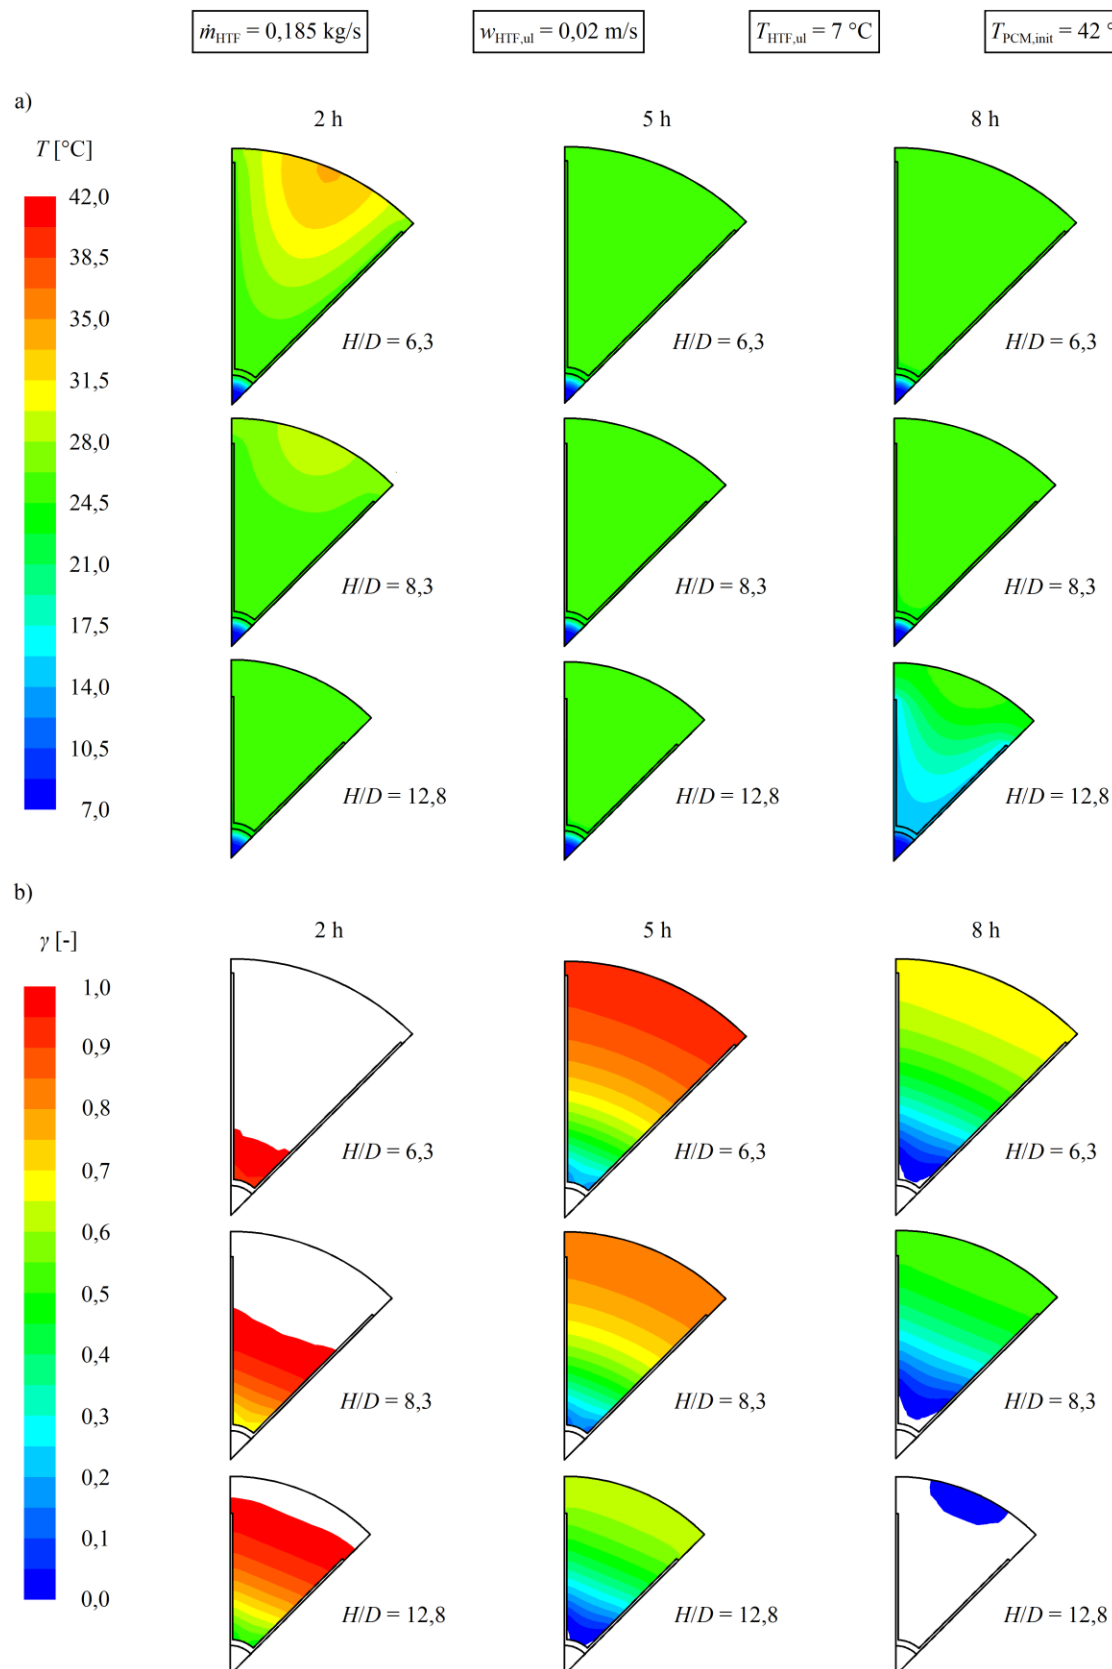 ṁHTF = 0,185 kg/s wHTF,ul = 0,02 m/s THTF,ul = 7 °C TPCM,init = 42 °
a)
2 h 5 h 8 h
T [°C]
42,0
38,5
35,0
31,5
28,0
24,5
21,0
17,5
14,0
10,5
7,0
H/D = 6,3 H/D = 6,3 H/D = 6,3
H/D = 8,3 H/D = 8,3 H/D = 8,3
H/D = 12,8 H/D = 12,8 H/D = 12,8
b)
2 h 5 h 8 h
γ [-]
1,0
0,9
0,8
0,7
0,6
0,5
0,4
0,3
0,2
0,1
0,0
H/D = 6,3 H/D = 6,3 H/D = 6,3
H/D = 8,3 H/D = 8,3 H/D = 8,3
H/D = 12,8 H/D = 12,8 H/D = 12,8